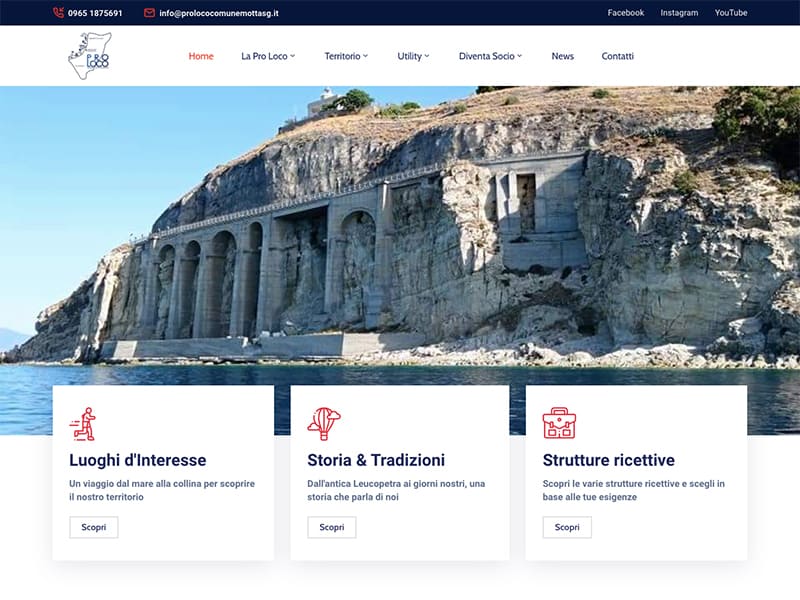 0965 1875691 info@prolococomunemottasg.it Facebook Instagram YouTube
PRO
LOCO
Home La Pro Loco Territorio Utility Diventa Socio News Contatti
Luoghi d'Interesse
Un viaggio dal mare alla collina per scoprire
il nostro territorio
Scopri
Storia & Tradizioni
Dall'antica Leucopetra ai giorni nostri, una
storia che parla di noi
Scopri
Strutture ricettive
Scopri le varie strutture ricettive e scegli in
base alle tue esigenze
Scopri